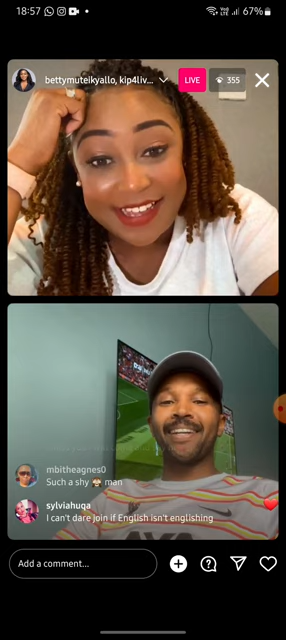 18:57
67%
bettymuteikyallo, kip4liv...
LIVE
355
mbitheagnes0
Such a shy 🙊 man
sylviahuqa
I can't dare join if English isn't englishing
Add a comment...